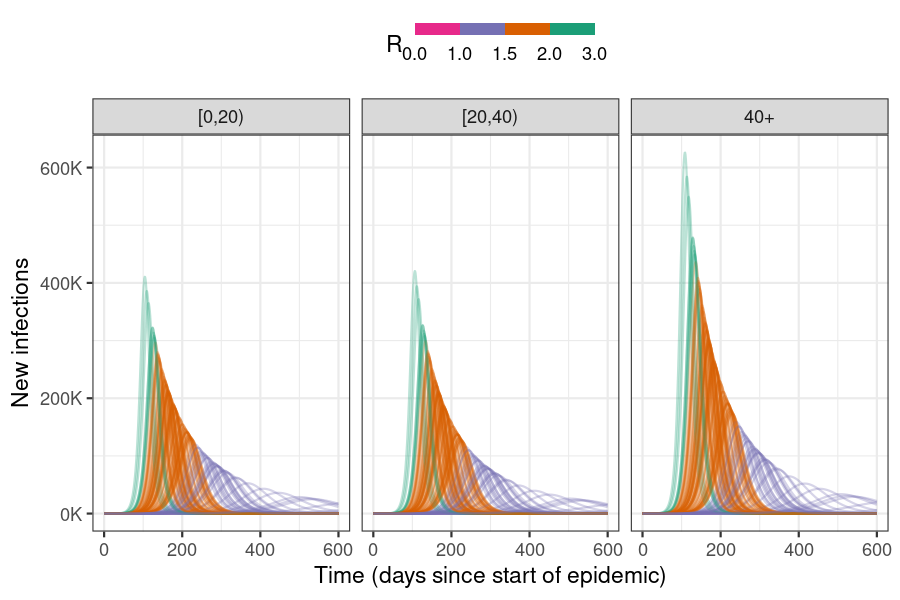 R
0.0 1.0 1.5 2.0 3.0
[0,20) [20,40) 40+
New infections
600K
400K
200K
0K
0 200 400 600 0 200 400 600 0 200 400 600
Time (days since start of epidemic)